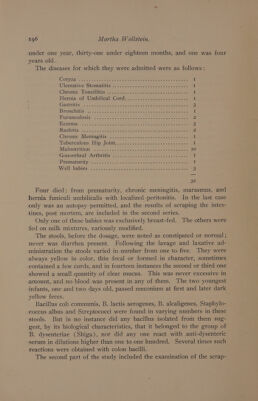 296 Martha Wollstein.
under one year, thirty-one under eighteen months, and one was four
years old.
The diseases for which they were admitted were as follows:
Coryza 1
Ulcerative Stomatitis 1
Chronic Tonsillitis 1
Hernia of Umbilical Cord 1
Gastritis 2
Bronchitis 2
Furunculosis 2
Eczema 2
Rachitis 2
Chronic Meningitis 1
Tuberculous Hip Joint 1
Malnutrition 10
Gonorrheal Arthritis 1
Prematurity 1
Well babies 3
Four died: from prematurity, chronic meningitis, marasmus, and
hernia funiculi umbilicalis with localized peritonitis. In the last case
only was an autopsy permitted, and the results of scraping the intes-
tines, post mortem, are included in the second series.
Only one of these babies was exclusively breast-fed. The others were
fed on milk mixtures, variously modified.
The stools, before the dosage, were noted as constipated or normal;
never was diarrhea present. Following the lavage and laxative ad-
ministration the stools varied in number from one to five. They were
always yellow in color, thin fecal or formed in character, sometimes
contained a few curds, and in fourteen instances the second or third one
showed a small quantity of clear mucus. This was never excessive in
amount, and no blood was present in any of them. The two youngest
infants, one and two days old, passed meconium at first and later dark
yellow feces.
Bacillus coli communis, B. lactis aerogenes, B. alcaligenes, Staphylo-
coccus albus and Streptococci were found in varying numbers in these
stools. But in no instance did any bacillus isolated from them sug-
gest, by its biological characteristics, that it belonged to the group of
B. dysenteriae (Shiga), nor did any one react with anti-dysenteric
serum in dilutions higher than one to one hundred. Several times such
reactions were obtained with colon bacilli.
The second part of the study included the examination of the scrap-